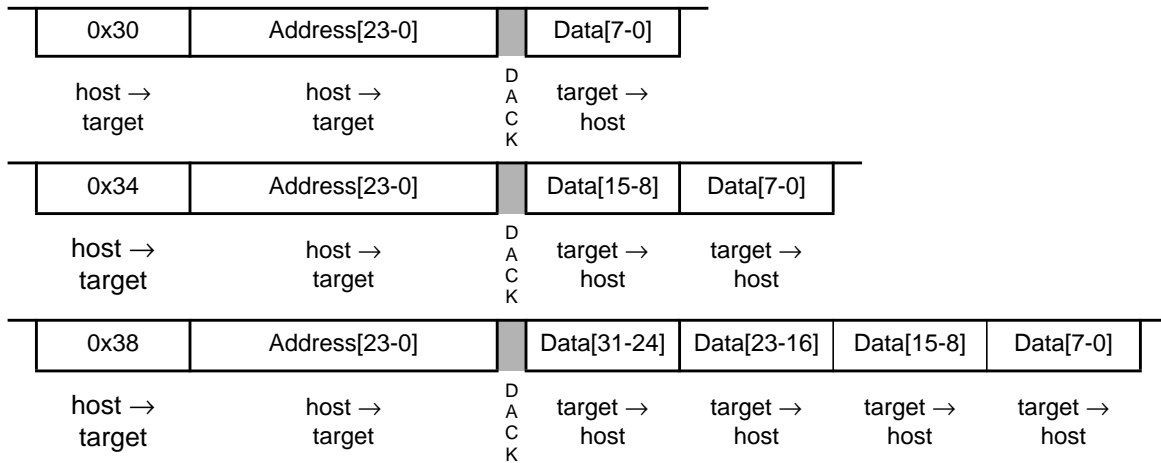 0x30 Address[23-0] Data[7-0]
host → target host → target D A C K target → host
0x34 Address[23-0] Data[15-8] Data[7-0]
host → target host → target D A C K target → host target → host
0x38 Address[23-0] Data[31-24] Data[23-16] Data[15-8] Data[7-0]
host → target host → target D A C K target → host target → host target → host target → host